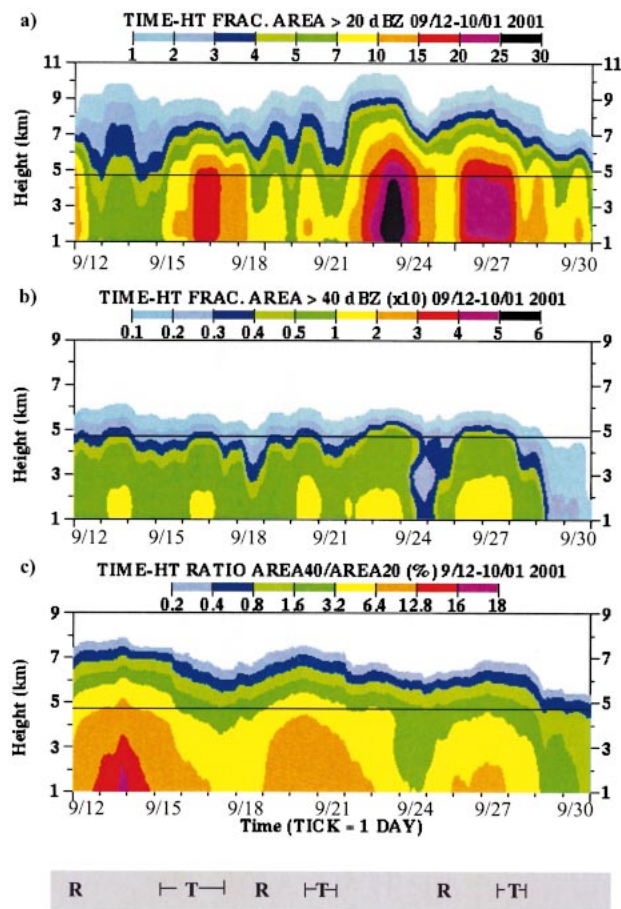 a) TIME-HT FRAC. AREA > 20 dBZ 09/12-10/01 2001
1 2 3 4 5 7 10 15 20 25 30
11 11
9 9
7 7
5 5
3 3
1 1
Height (km)
9/12 9/15 9/18 9/21 9/24 9/27 9/30
b) TIME-HT FRAC. AREA > 40 dBZ (x10) 09/12-10/01 2001
0.1 0.2 0.3 0.4 0.5 1 2 3 4 5 6
9 9
7 7
5 5
3 3
1 1
Height (km)
9/12 9/15 9/18 9/21 9/24 9/27 9/30
c) TIME-HT RATIO AREA40/AREA20 (%) 9/12-10/01 2001
0.2 0.4 0.8 1.6 3.2 6.4 12.8 16 18
9 9
7 7
5 5
3 3
1 1
Height (km)
9/12 9/15 9/18 9/21 9/24 9/27 9/30
Time (TICK = 1 DAY)
R T R T R T